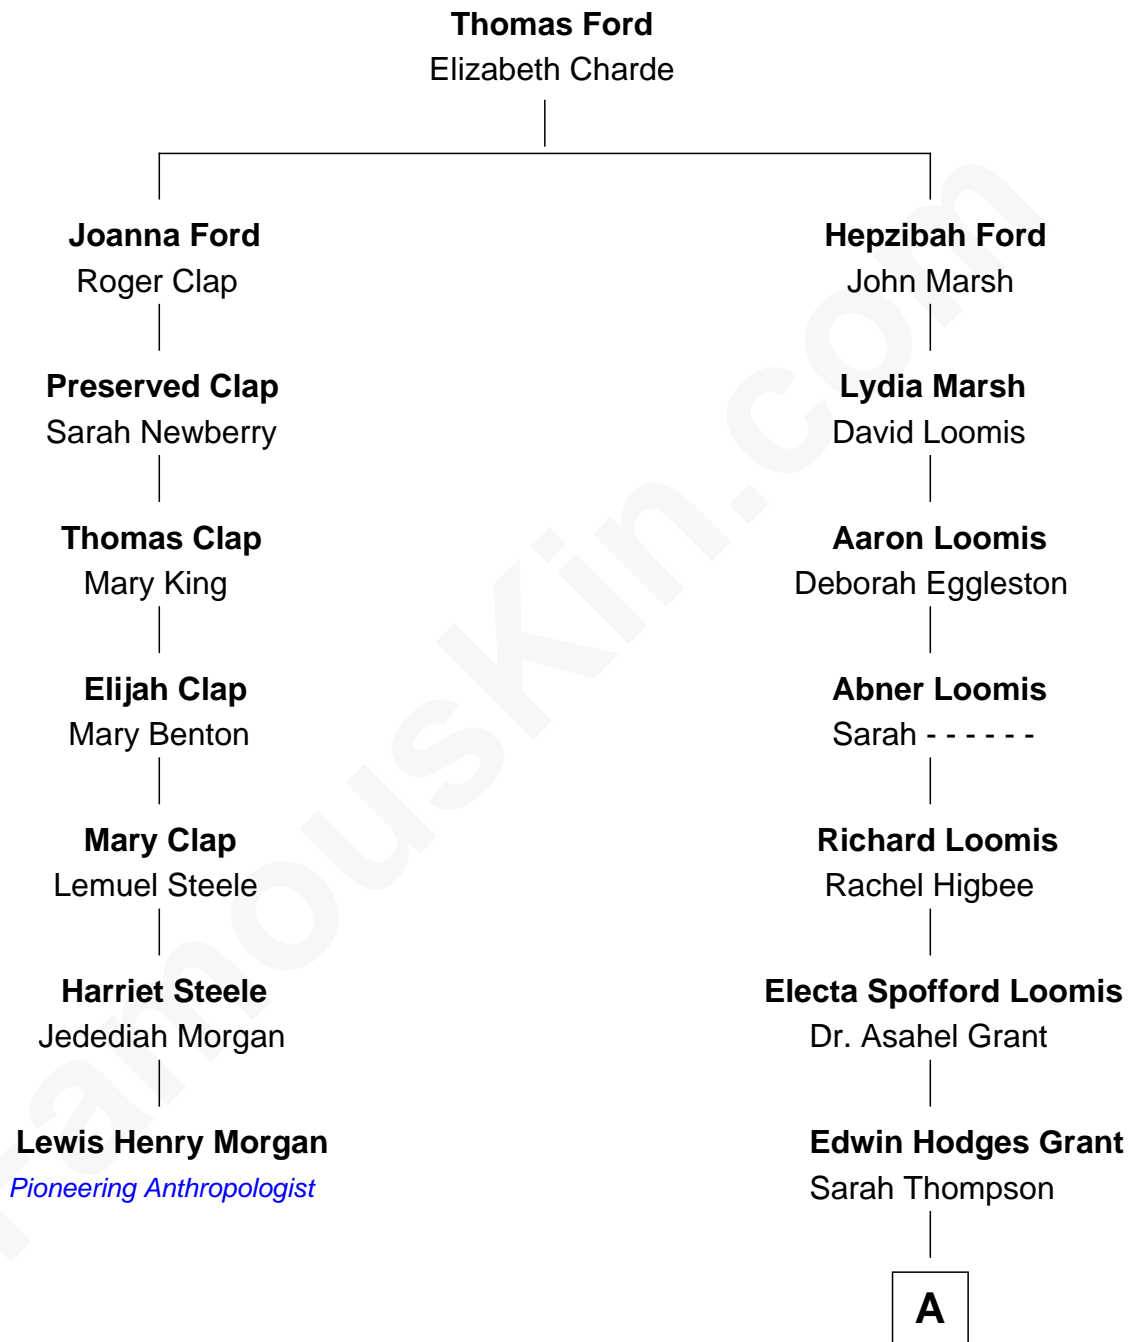 Thomas Ford
Elizabeth Charde
Joanna Ford
Roger Clap
Preserved Clap
Sarah Newberry
Thomas Clap
Mary King
Elijah Clap
Mary Benton
Mary Clap
Lemuel Steele
Harriet Steele
Jedediah Morgan
Lewis Henry Morgan
Pioneering Anthropologist
Hepzibah Ford
John Marsh
Lydia Marsh
David Loomis
Aaron Loomis
Deborah Eggleston
Abner Loomis
Sarah - - - - - -
Richard Loomis
Rachel Higbee
Electa Spofford Loomis
Dr. Asahel Grant
Edwin Hodges Grant
Sarah Thompson
A
FamousKin.com